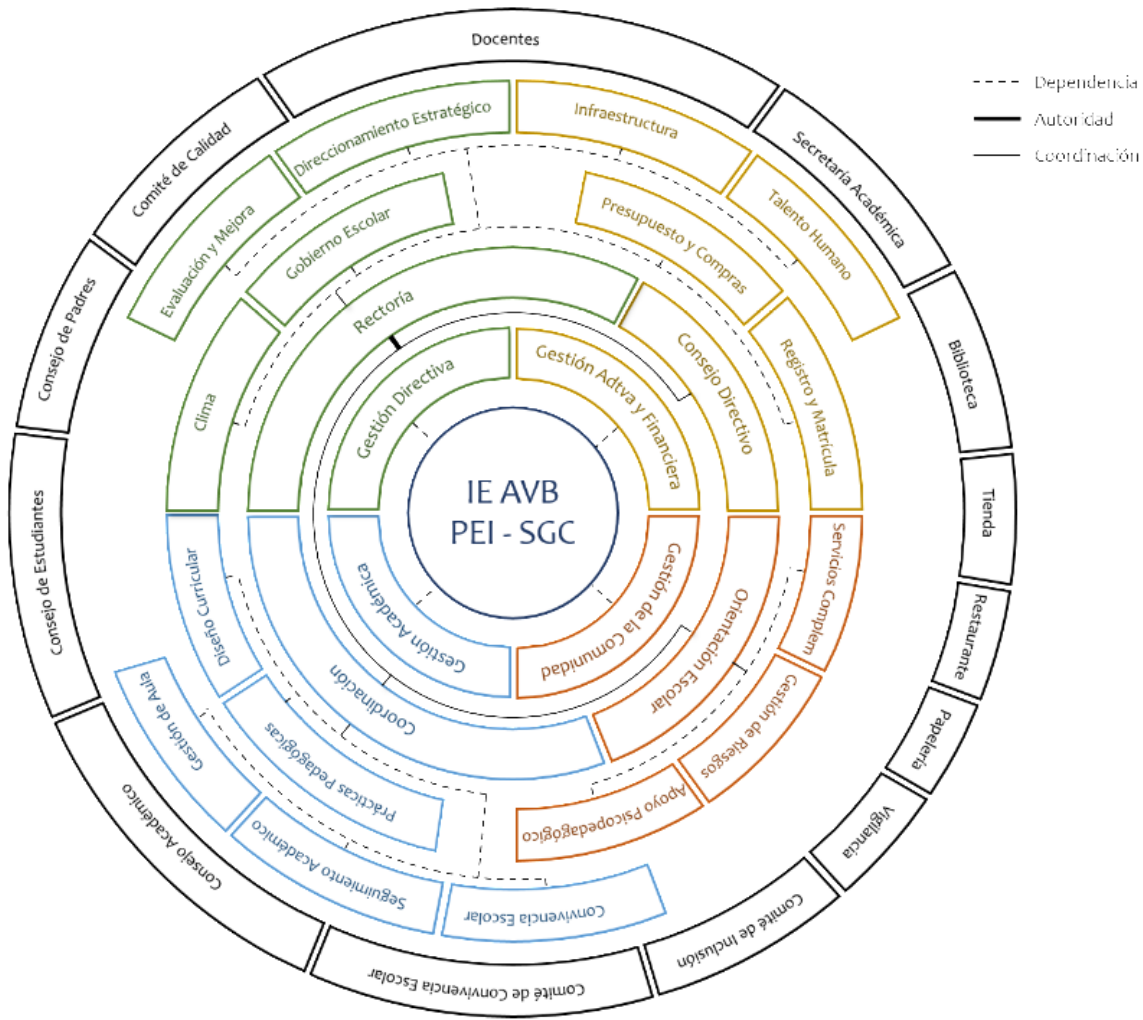 Docentes
Secretaría Académica
Biblioteca
Tienda
Restaurante
Papelería
Vigilancia
Comité de Inclusión
Comité de Convivencia Escolar
Consejo Académico
Consejo de Estudiantes
Consejo de Padres
Comité de Calidad
Direccionamiento Estratégico
Evaluación y Mejora
Gobierno Escolar
Clima
Rectoría
Gestión Directiva
Infraestructura
Talento Humano
Presupuesto y Compras
Registro y Matrícula
Consejo Directivo
Gestión Adtva y Financiera
IE AVB
PEI - SGC
Gestión de la Comunidad
Orientación Escolar
Servicios Complem
Gestión de Riesgos
Apoyo Psicopedagógico
Gestión Académica
Coordinación
Diseño Curricular
Prácticas Pedagógicas
Gestión de Aula
Seguimiento Académico
Convivencia Escolar
Dependencia
Autoridad
Coordinación